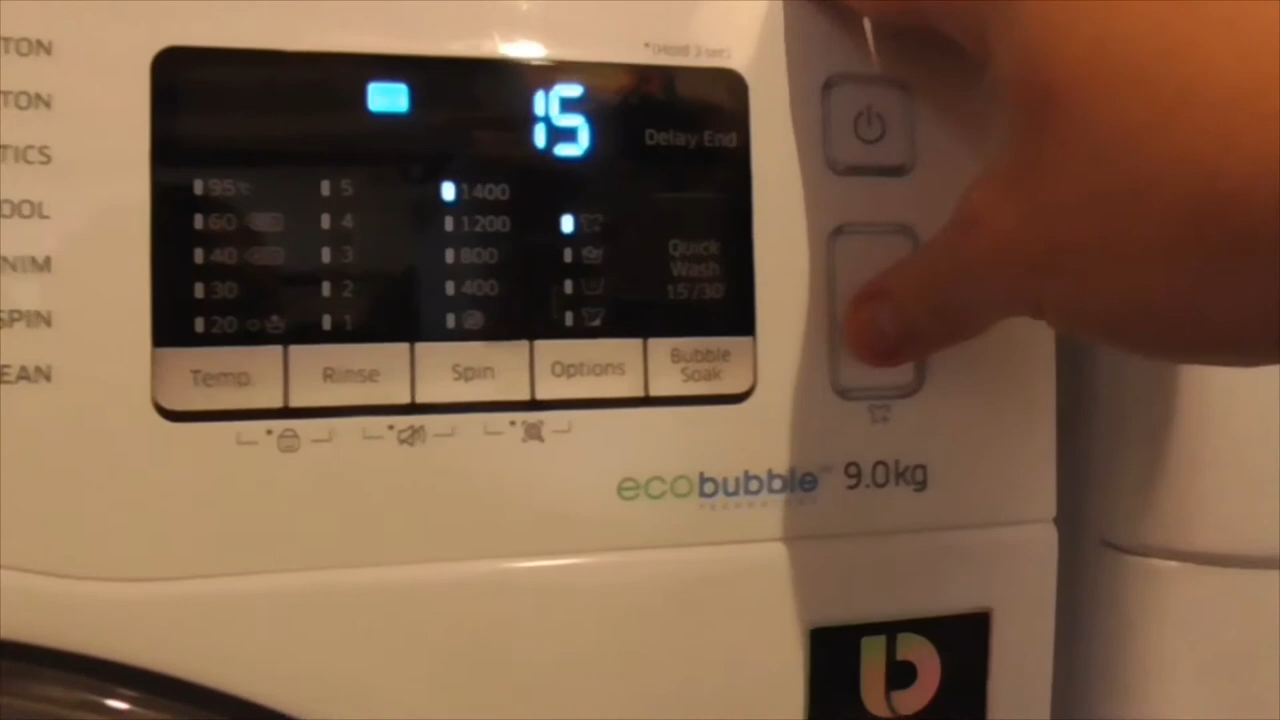 TON
TON
TICS
OOL
NIM
SPIN
EAN
*(Hold 3 sec)
15
Delay End
95℃ 5 1400
60 4 1200
40 3 800
30 2 400
20 1
Quick
Wash
15'/30'
Temp.
Rinse
Spin
Options
Bubble
Soak
ecobubble™ 9.0kg
TECHNOLOGY
b